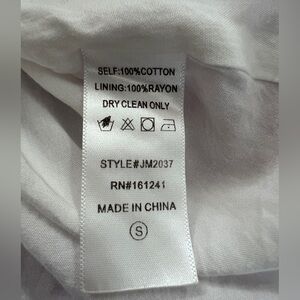 SELF:100%COTTON
LINING:100%RAYON
DRY CLEAN ONLY
STYLE#JM2037
RN#161241
MADE IN CHINA
S